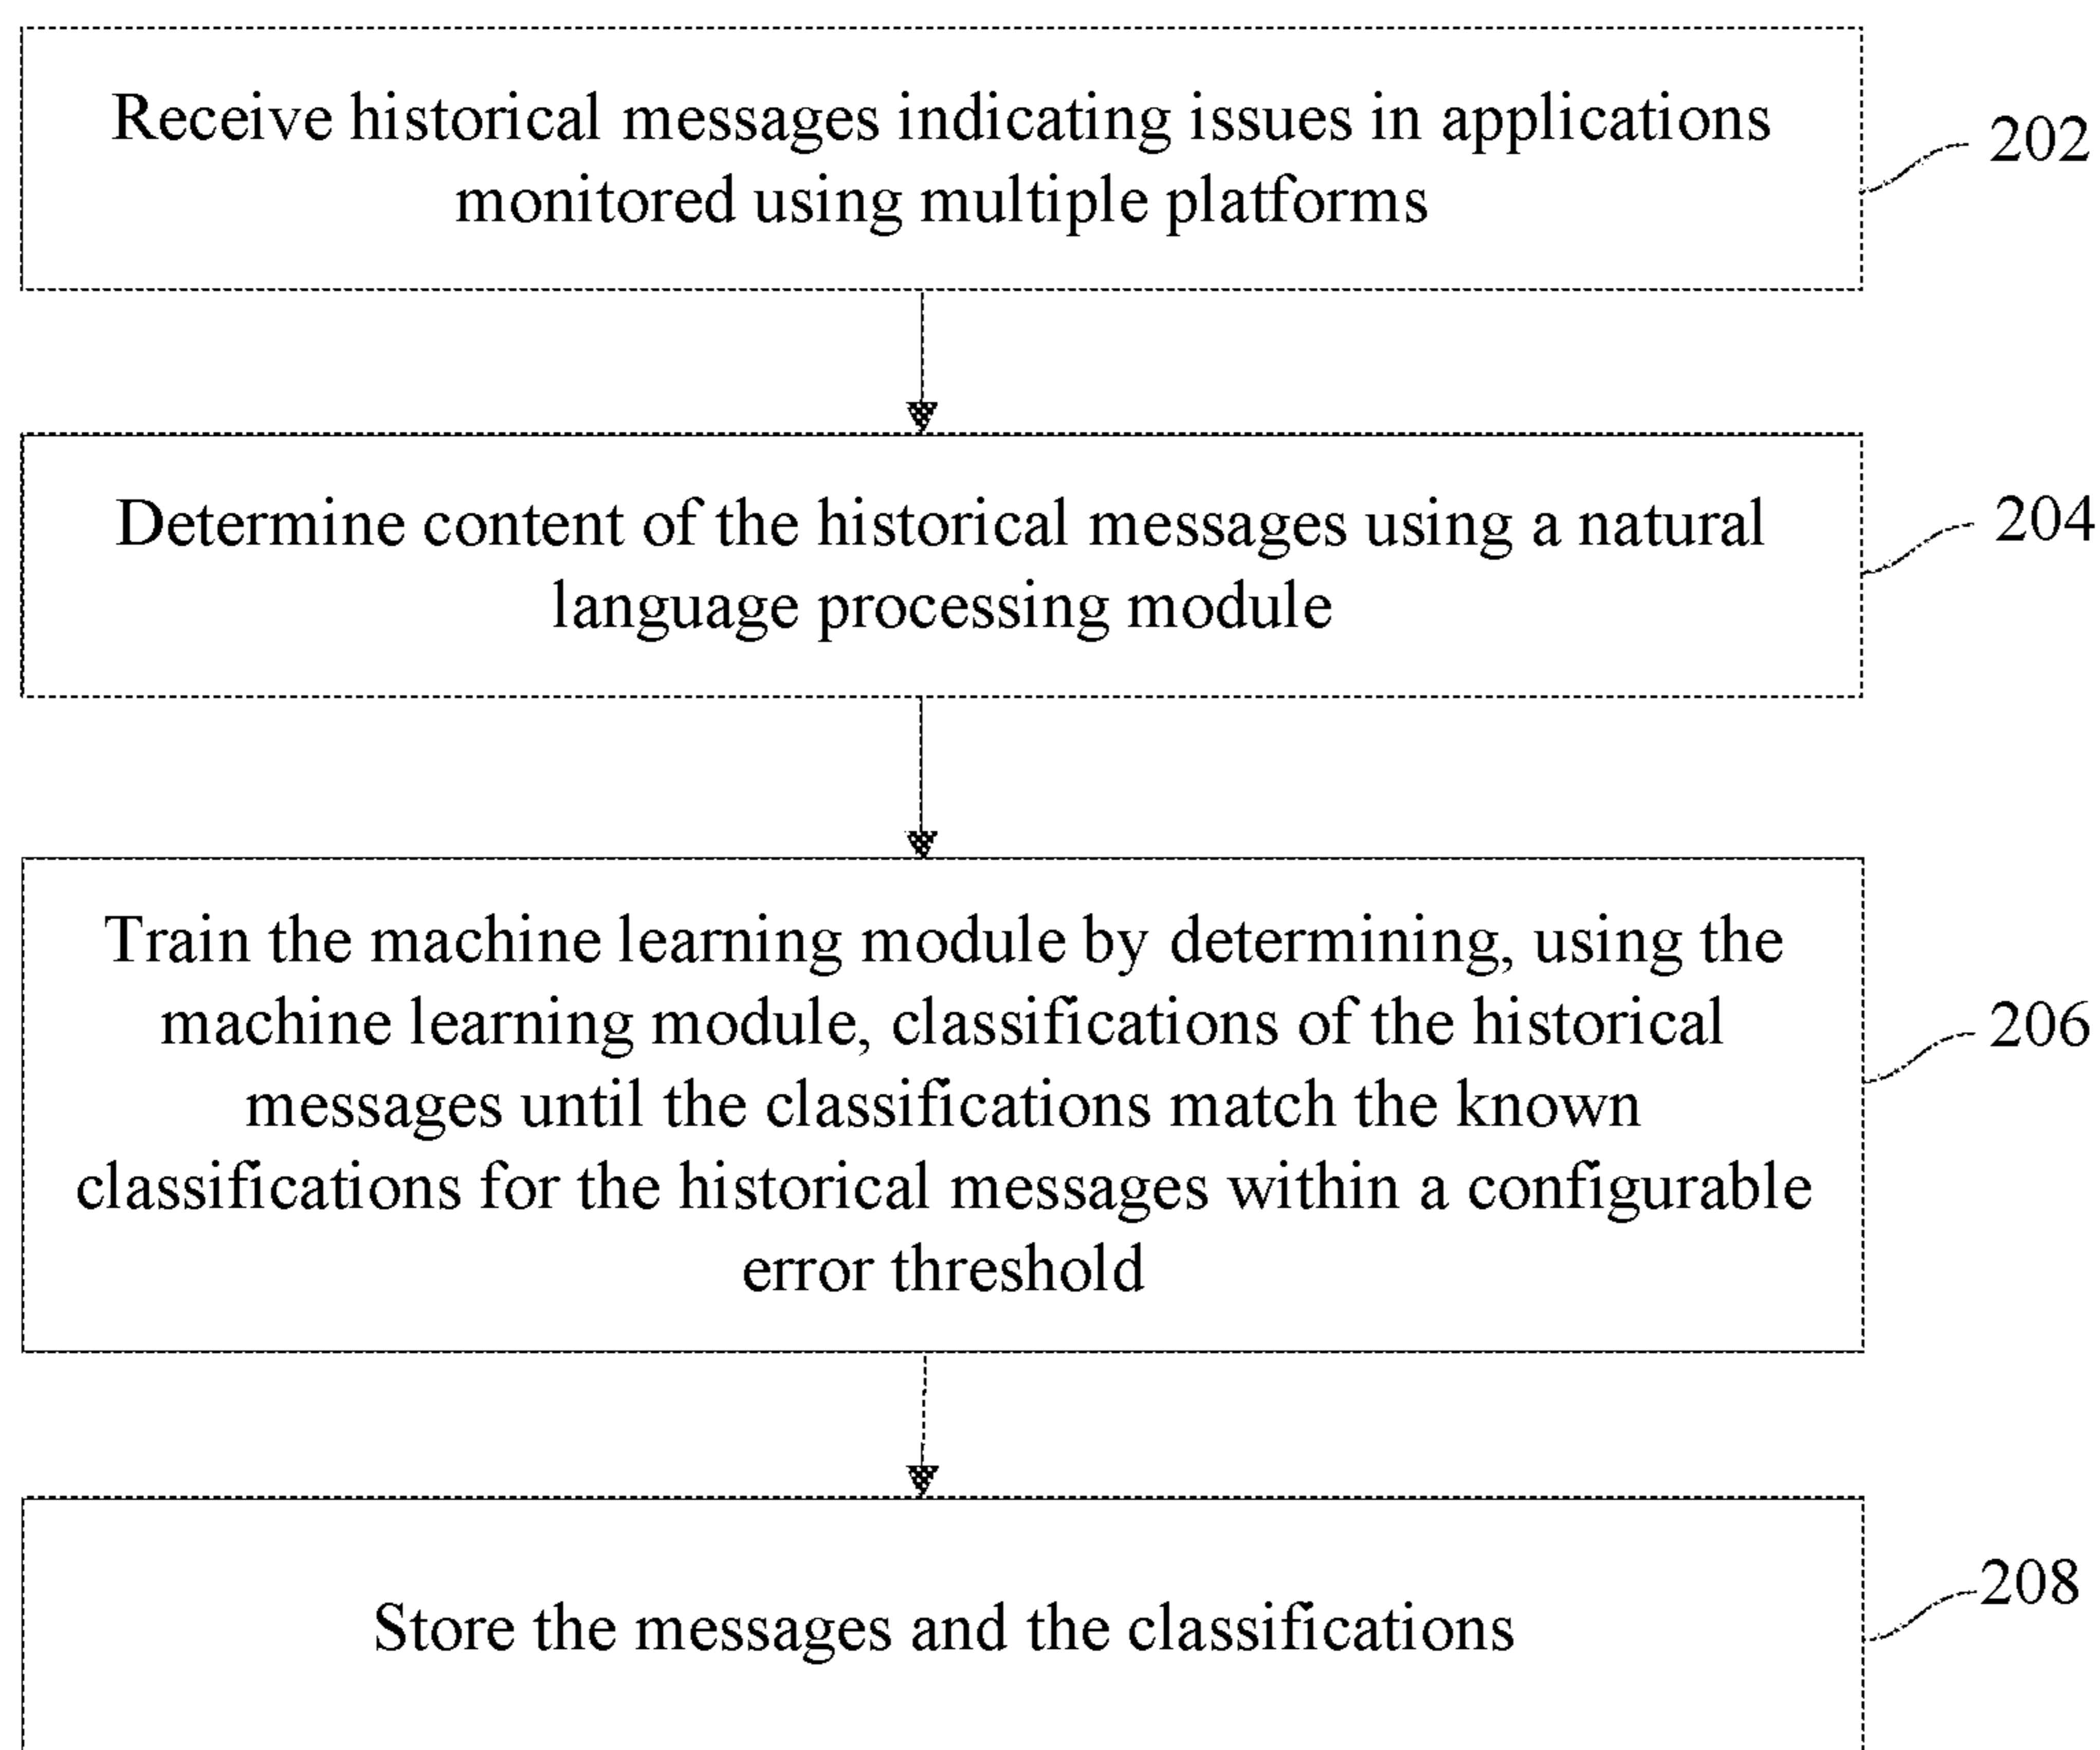 Receive historical messages indicating issues in applications
monitored using multiple platforms
202
Determine content of the historical messages using a natural
language processing module
204
Train the machine learning module by determining, using the
machine learning module, classifications of the historical
messages until the classifications match the known
classifications for the historical messages within a configurable
error threshold
206
Store the messages and the classifications
208